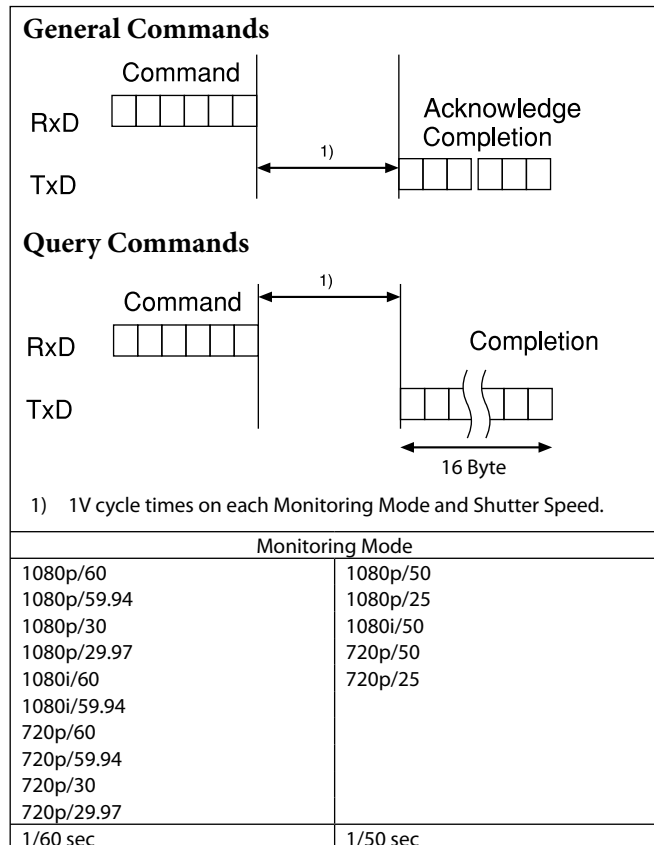 General Commands
Command
RxD
Acknowledge
Completion
1)
TxD
Query Commands
1)
Command
RxD
Completion
TxD
16 Byte
1) 1V cycle times on each Monitoring Mode and Shutter Speed.
Monitoring Mode
1080p/60 1080p/50
1080p/59.94 1080p/25
1080p/30 1080i/50
1080p/29.97 720p/50
1080i/60 720p/25
1080i/59.94
720p/60
720p/59.94
720p/30
720p/29.97
1/60 sec 1/50 sec